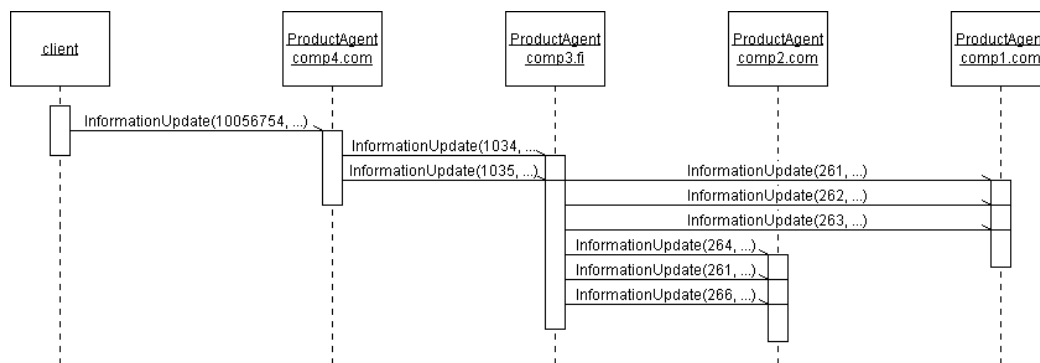 client
ProductAgent
comp4.com
ProductAgent
comp3.fi
ProductAgent
comp2.com
ProductAgent
comp1.com
InformationUpdate(10056754, ...)
InformationUpdate(1034, ...
InformationUpdate(1035, ...)
InformationUpdate(261, ...)
InformationUpdate(262, ...)
InformationUpdate(263, ...)
InformationUpdate(264, ...)
InformationUpdate(261, ...)
InformationUpdate(266, ...)